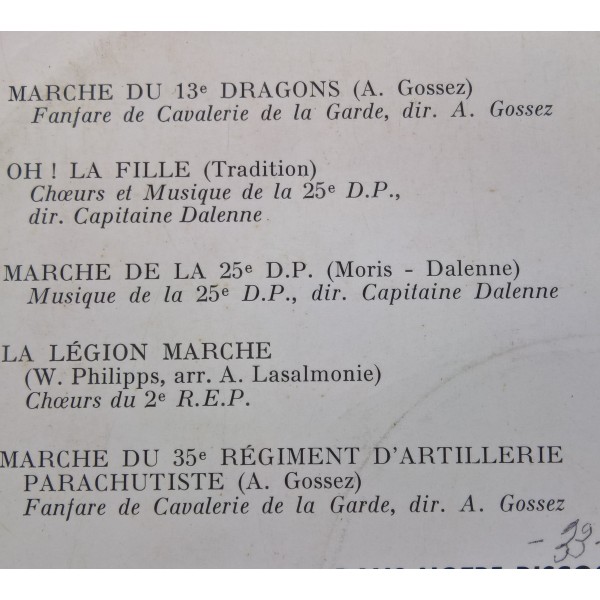 MARCHE DU 13e DRAGONS (A. Gossez)
Fanfare de Cavalerie de la Garde, dir. A. Gossez
OH ! LA FILLE (Tradition)
Chœurs et Musique de la 25e D.P.,
dir. Capitaine Dalenne
MARCHE DE LA 25e D.P. (Moris - Dalenne)
Musique de la 25e D.P., dir. Capitaine Dalenne
LA LÉGION MARCHE
(W. Philipps, arr. A. Lasalmonie)
Chœurs du 2e R.E.P.
MARCHE DU 35e RÉGIMENT D'ARTILLERIE
PARACHUTISTE (A. Gossez)
Fanfare de Cavalerie de la Garde, dir. A. Gossez
- 33 -